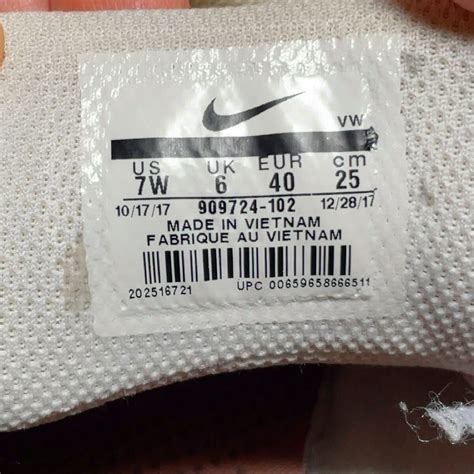 VW
US UK EUR cm
7W 6 40 25
10/17/17 909724-102 12/28/17
MADE IN VIETNAM
FABRIQUE AU VIETNAM
202516721 UPC 00659658666511